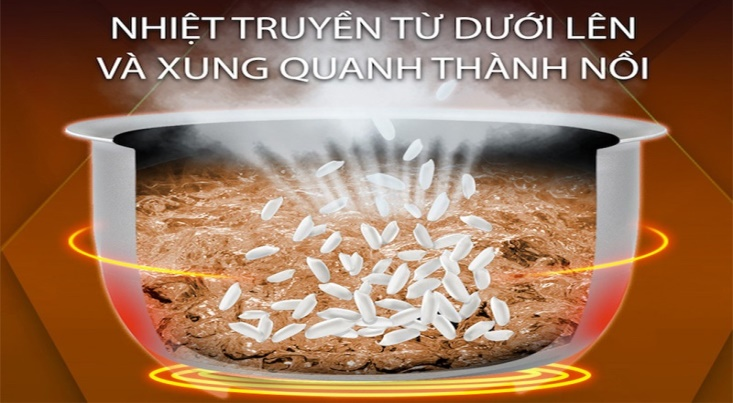 NHIỆT TRUYỀN TỪ DƯỚI LÊN
VÀ XUNG QUANH THÀNH NỒI